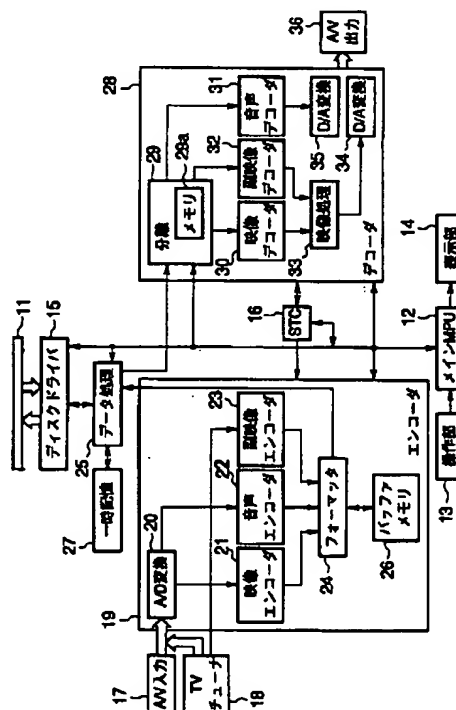 11
15
ディスクドライバ
25
データ処理
27
一時記憶
19
エンコーダ
17
A/V入力
18
TV
チューナ
20
A/D変換
21
映像
エンコーダ
22
音声
エンコーダ
23
副映像
エンコーダ
24
フォーマッタ
26
バッファ
メモリ
16
STC
28
デコーダ
29
分離
29a
メモリ
30
映像
デコーダ
32
副映像
デコーダ
31
音声
デコーダ
33
映像処理
35
D/A変換
34
D/A変換
36
A/V
出力
13
操作部
12
メインMPU
14
表示部